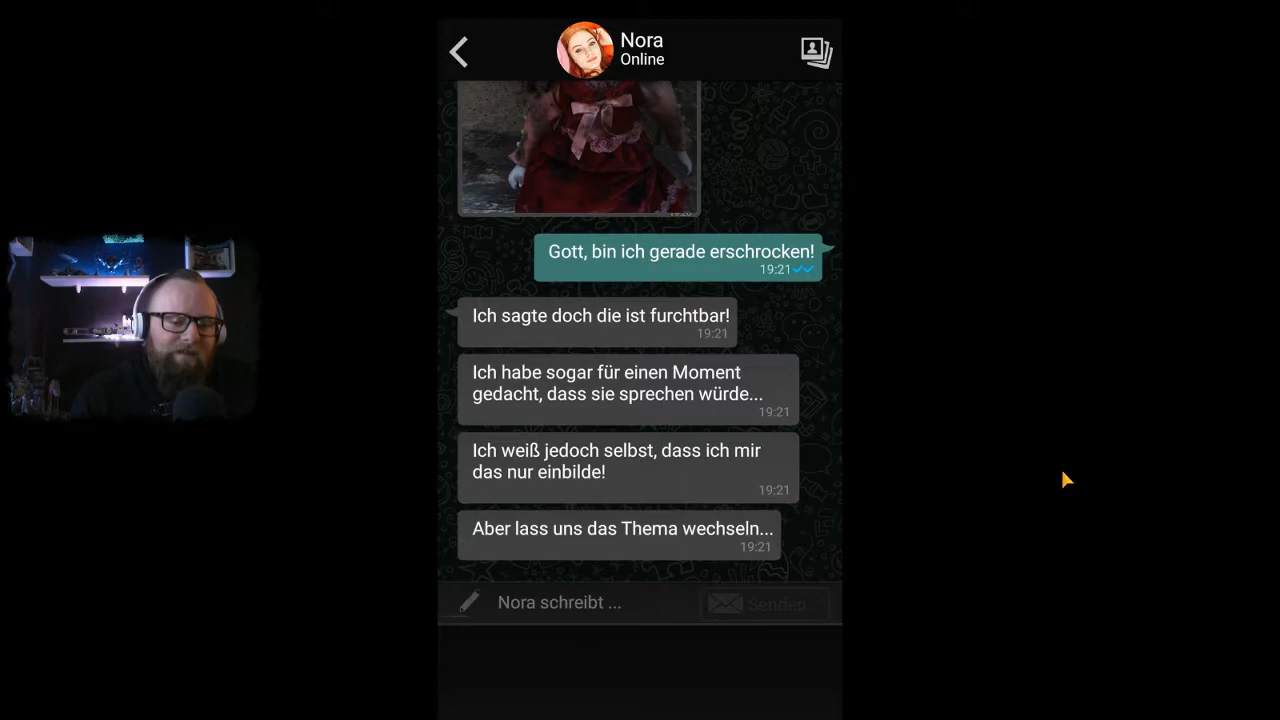 Nora
Online
19:20
Gott, bin ich gerade erschrocken!
19:21
Ich sagte doch die ist furchtbar!
19:21
Ich habe sogar für einen Moment
gedacht, dass sie sprechen würde...
19:21
Ich weiß jedoch selbst, dass ich mir
das nur einbilde!
19:21
Aber lass uns das Thema wechseln...
19:21
Nora schreibt ...
Senden